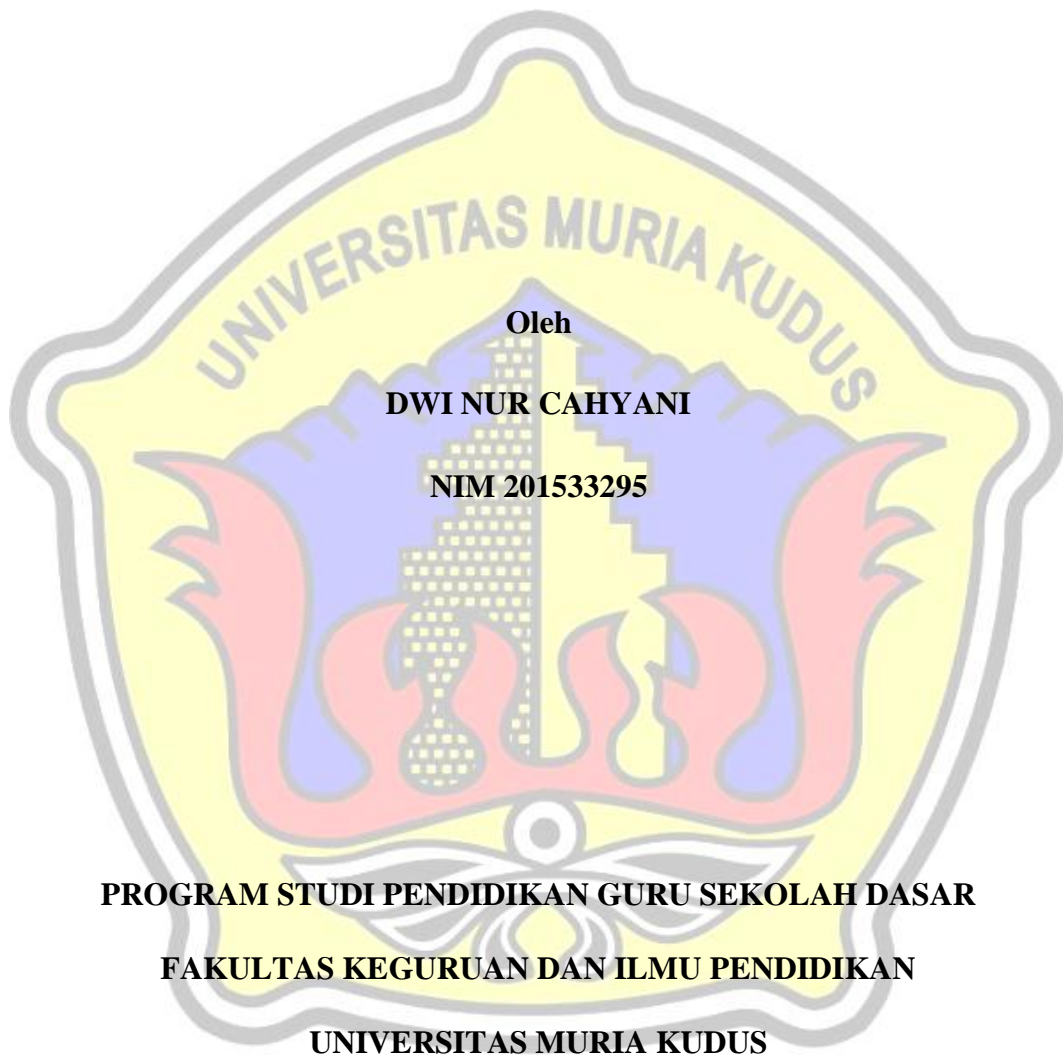 UNIVERSITAS MURIA KUDUS
Oleh
DWI NUR CAHYANI
NIM 201533295
PROGRAM STUDI PENDIDIKAN GURU SEKOLAH DASAR
FAKULTAS KEGURUAN DAN ILMU PENDIDIKAN
UNIVERSITAS MURIA KUDUS